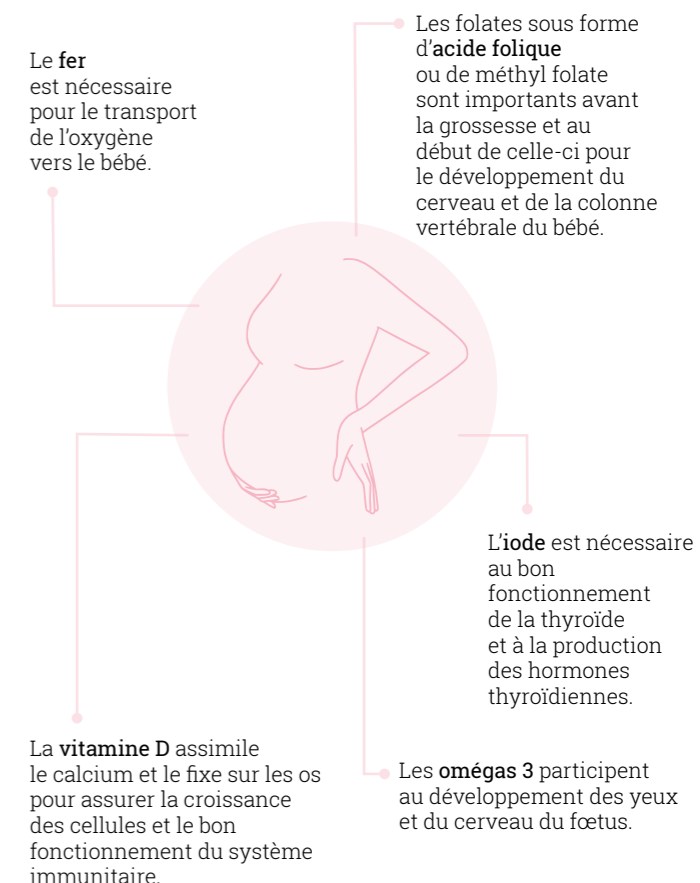 Le fer
est nécessaire
pour le transport
de l'oxygène
vers le bébé.
Les folates sous forme
d'acide folique
ou de méthyl folate
sont importants avant
la grossesse et au
début de celle-ci pour
le développement du
cerveau et de la colonne
vertébrale du bébé.
L'iode est nécessaire
au bon
fonctionnement
de la thyroïde
et à la production
des hormones
thyroïdiennes.
La vitamine D assimile
le calcium et le fixe sur les os
pour assurer la croissance
des cellules et le bon
fonctionnement du système
immunitaire.
Les omégas 3 participent
au développement des yeux
et du cerveau du fœtus.